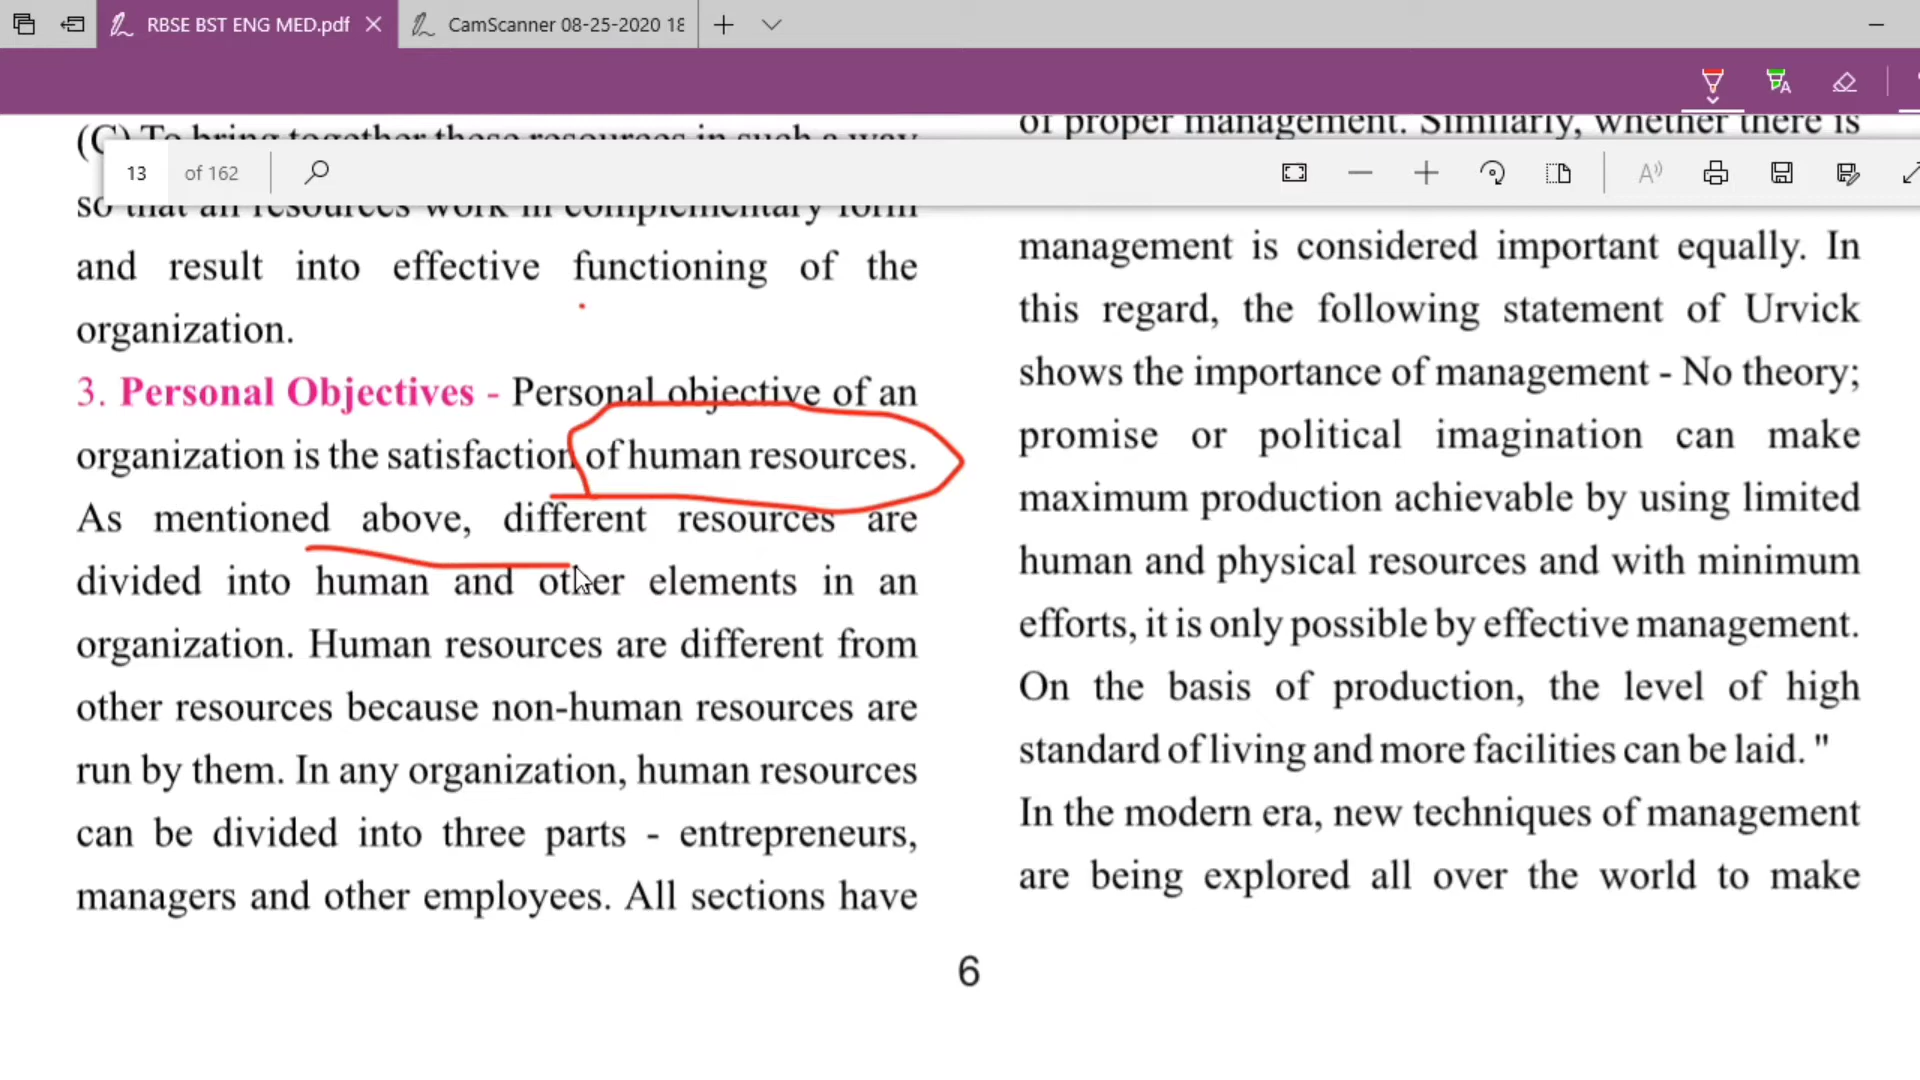 RBSE BST ENG MED.pdf
CamScanner 08-25-2020 18
13 of 162
(C) To bring together these resources in such a way
so that all resources work in complementary form
and result into effective functioning of the
organization.
3. Personal Objectives - Personal objective of an
organization is the satisfaction of human resources.
As mentioned above, different resources are
divided into human and other elements in an
organization. Human resources are different from
other resources because non-human resources are
run by them. In any organization, human resources
can be divided into three parts - entrepreneurs,
managers and other employees. All sections have
of proper management. Similarly, whether there is
management is considered important equally. In
this regard, the following statement of Urvick
shows the importance of management - No theory;
promise or political imagination can make
maximum production achievable by using limited
human and physical resources and with minimum
efforts, it is only possible by effective management.
On the basis of production, the level of high
standard of living and more facilities can be laid. "
In the modern era, new techniques of management
are being explored all over the world to make
6